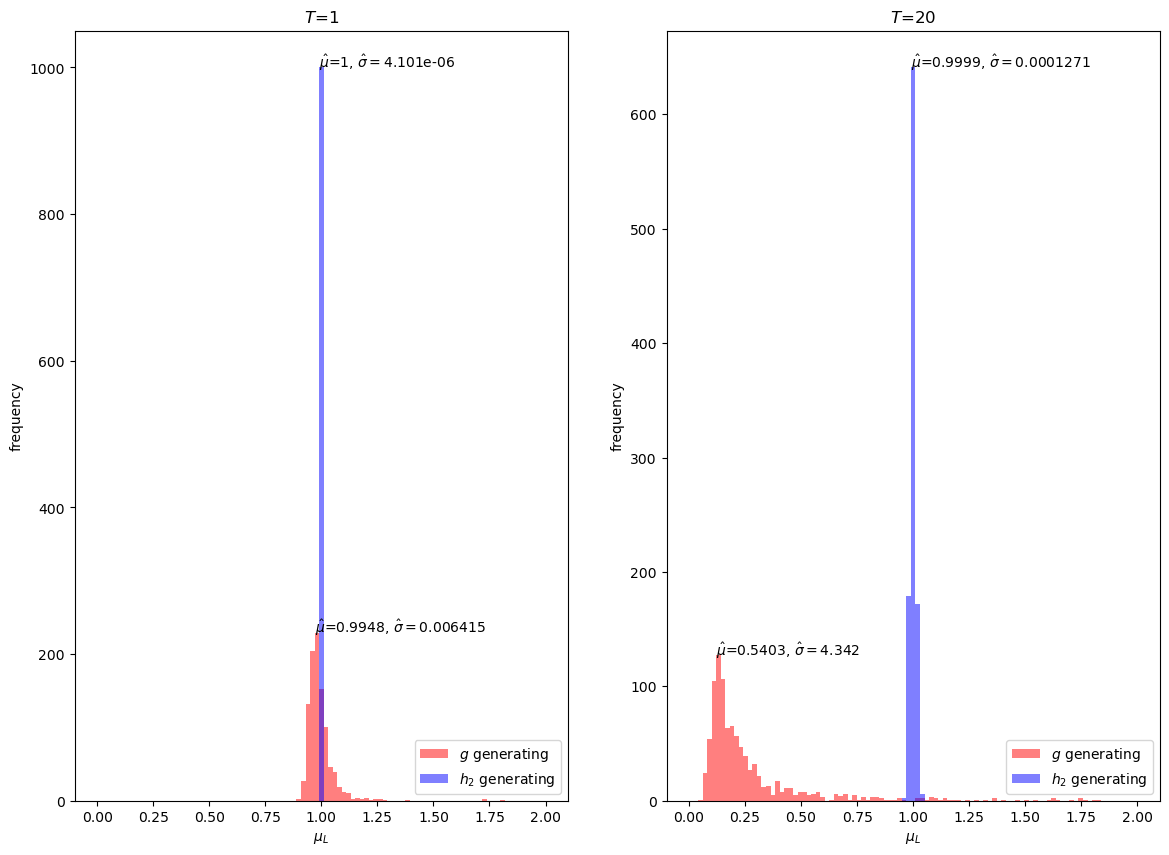 T=1
1000
800
600
400
200
0
frequency
μ̂=1, σ̂ = 4.101e-06
μ̂=0.9948, σ̂ = 0.006415
g generating
h₂ generating
0.00 0.25 0.50 0.75 1.00 1.25 1.50 1.75 2.00
μ_L
T=20
600
500
400
300
200
100
0
frequency
μ̂=0.9999, σ̂ = 0.0001271
μ̂=0.5403, σ̂ = 4.342
g generating
h₂ generating
0.00 0.25 0.50 0.75 1.00 1.25 1.50 1.75 2.00
μ_L